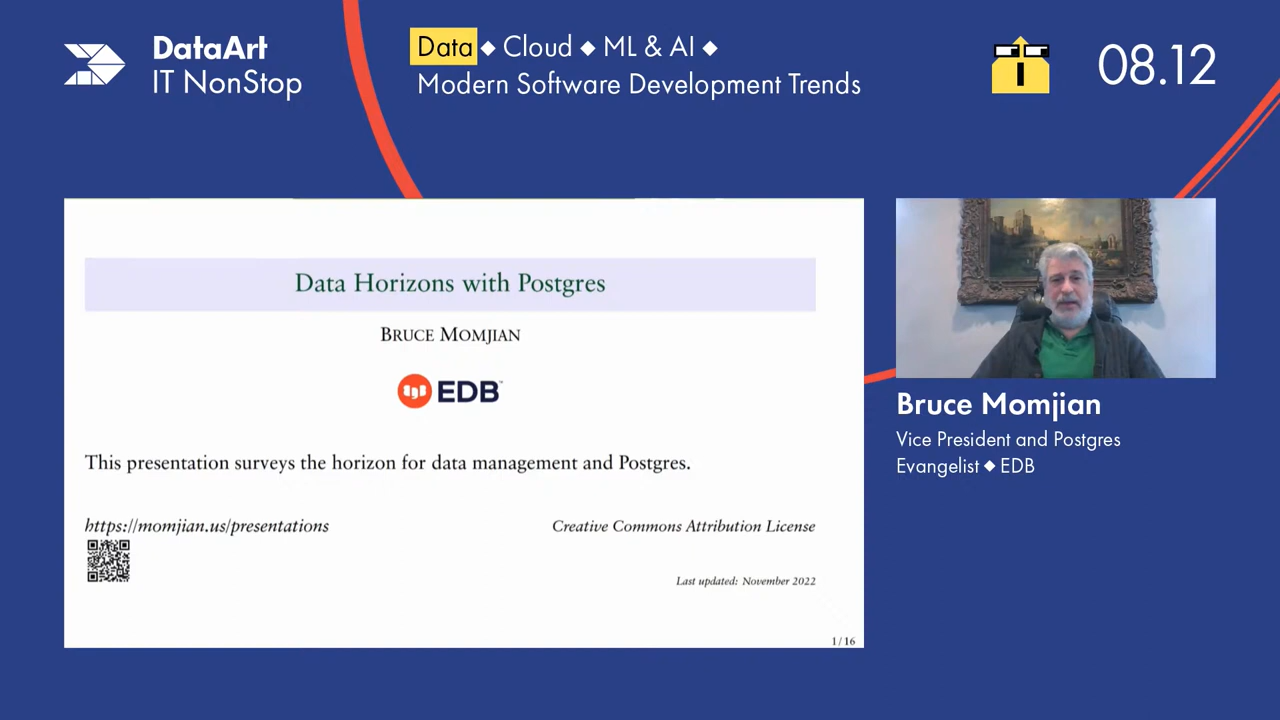 DataArt
IT NonStop
Data ◆ Cloud ◆ ML & AI ◆
Modern Software Development Trends
08.12
Data Horizons with Postgres
BRUCE MOMJIAN
EDB™
This presentation surveys the horizon for data management and Postgres.
https://momjian.us/presentations
Creative Commons Attribution License
Last updated: November 2022
1 / 16
Bruce Momjian
Vice President and Postgres
Evangelist ◆ EDB